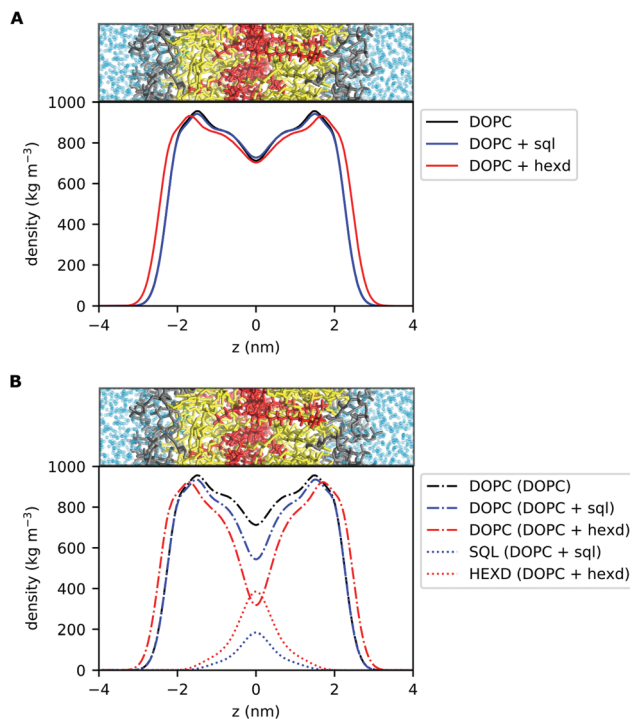 A
1000
800
600
400
200
0
density (kg m−3)
−4 −2 0 2 4
z (nm)
DOPC
DOPC + sql
DOPC + hexd
B
1000
800
600
400
200
0
density (kg m−3)
−4 −2 0 2 4
z (nm)
DOPC (DOPC)
DOPC (DOPC + sql)
DOPC (DOPC + hexd)
SQL (DOPC + sql)
HEXD (DOPC + hexd)